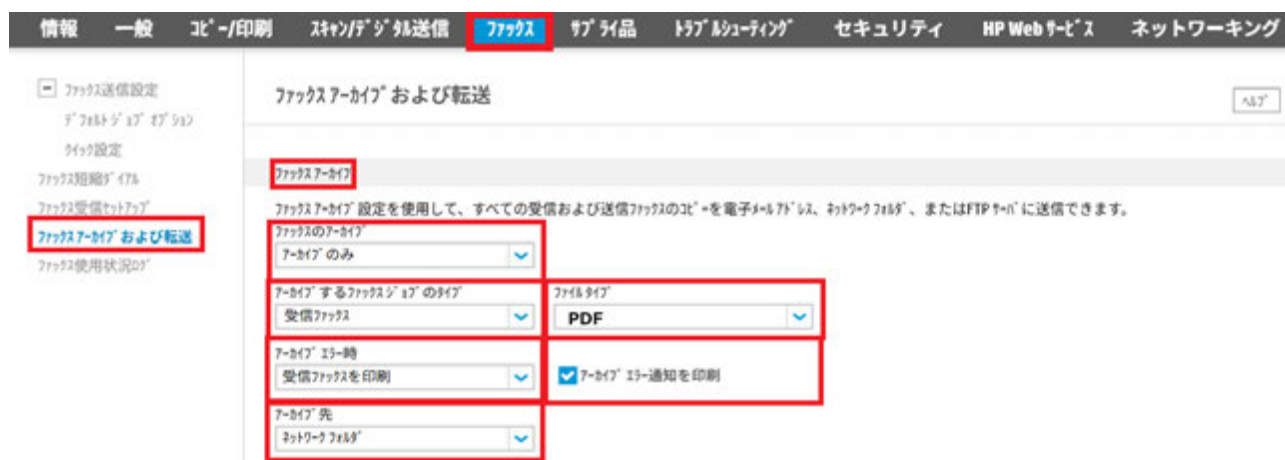 情報 一般 ｺﾋﾟｰ/印刷 ｽｷｬﾝ/ﾃﾞｼﾞﾀﾙ送信 ﾌｧｯｸｽ ｻﾌﾟﾗｲ品 ﾄﾗﾌﾞﾙｼｭｰﾃｨﾝｸﾞ セキュリティ HP Web ｻｰﾋﾞｽ ネットワーキング
ﾌｧｯｸｽ送信設定
ﾃﾞﾌｫﾙﾄ ｼﾞｮﾌﾞ ｵﾌﾟｼｮﾝ
ｸｲｯｸ設定
ﾌｧｯｸｽ短縮ﾀﾞｲﾔﾙ
ﾌｧｯｸｽ受信ｾｯﾄｱｯﾌﾟ
ﾌｧｯｸｽ ｱｰｶｲﾌﾞおよび転送
ﾌｧｯｸｽ使用状況ﾛｸﾞ
ﾌｧｯｸｽ ｱｰｶｲﾌﾞおよび転送
ﾍﾙﾌﾟ
ﾌｧｯｸｽ ｱｰｶｲﾌﾞ
ﾌｧｯｸｽ ｱｰｶｲﾌﾞ設定を使用して、すべての受信および送信ﾌｧｯｸｽのｺﾋﾟｰを電子ﾒｰﾙ ｱﾄﾞﾚｽ、ﾈｯﾄﾜｰｸ ﾌｫﾙﾀﾞ、またはFTP ｻｰﾊﾞに送信できます。
ﾌｧｯｸｽのｱｰｶｲﾌﾞ
ｱｰｶｲﾌﾞのみ
ｱｰｶｲﾌﾞするﾌｧｯｸｽ ｼﾞｮﾌﾞのﾀｲﾌﾟ ﾌｧｲﾙ ﾀｲﾌﾟ
受信ﾌｧｯｸｽ PDF
ｱｰｶｲﾌﾞ ｴﾗｰ時
受信ﾌｧｯｸｽを印刷 ｱｰｶｲﾌﾞ ｴﾗｰ通知を印刷
ｱｰｶｲﾌﾞ先
ﾈｯﾄﾜｰｸ ﾌｫﾙﾀﾞ